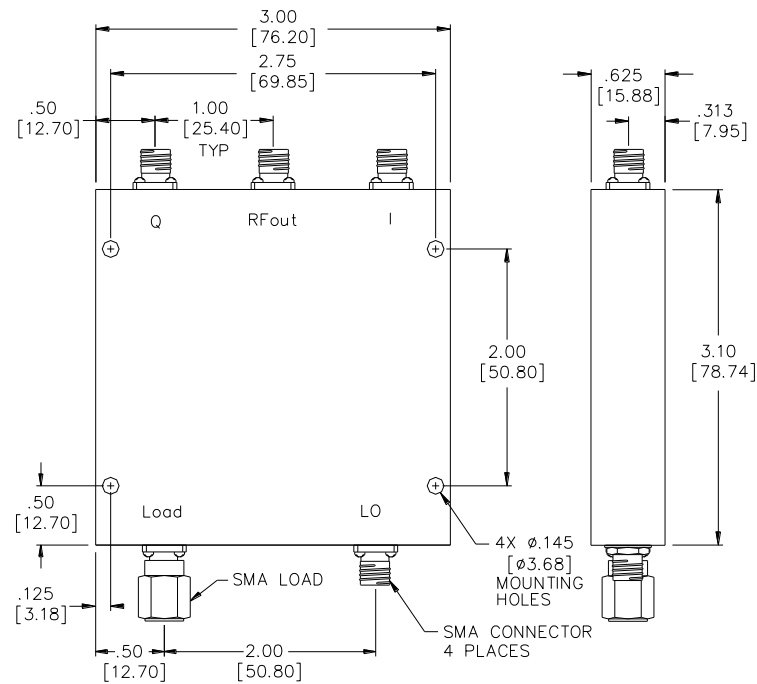 3.00
[76.20]
2.75
[69.85]
.50
[12.70]
1.00
[25.40]
TYP
.625
[15.88]
.313
[7.95]
Q
RFout
I
2.00
[50.80]
3.10
[78.74]
.50
[12.70]
Load
LO
4X ø.145
[ø3.68]
MOUNTING
HOLES
SMA LOAD
.125
[3.18]
SMA CONNECTOR
4 PLACES
.50
[12.70]
2.00
[50.80]